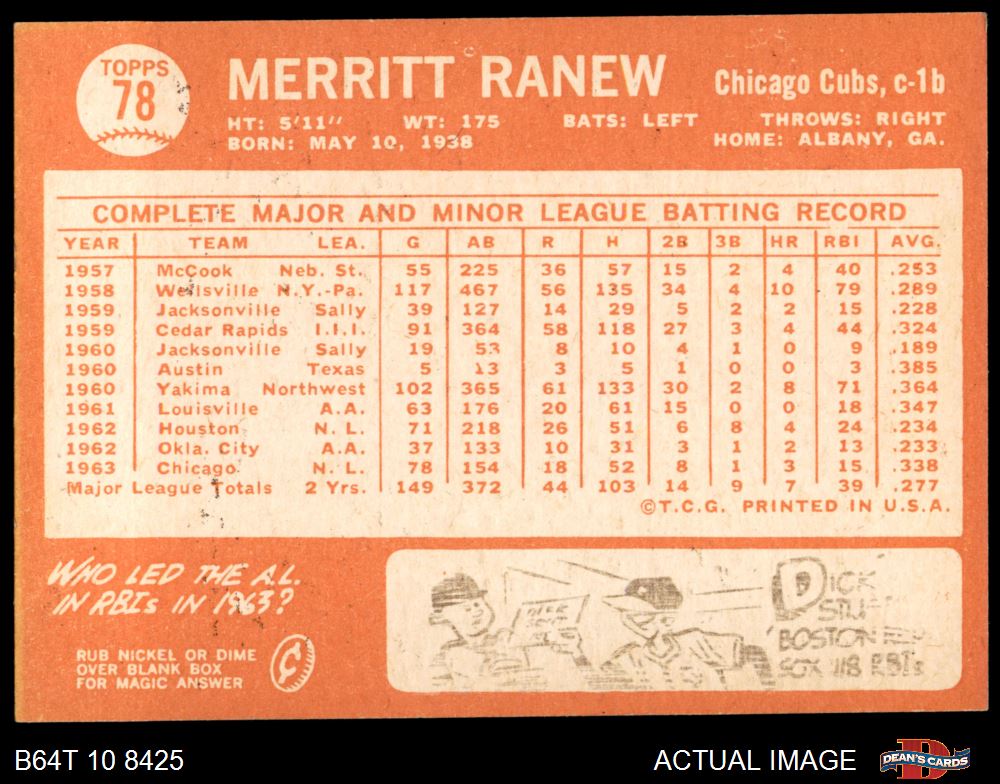 TOPPS
78
MERRITT RANEW
Chicago Cubs, c-1b
HT: 5'11" WT: 175 BATS: LEFT THROWS: RIGHT
BORN: MAY 10, 1938 HOME: ALBANY, GA.
COMPLETE MAJOR AND MINOR LEAGUE BATTING RECORD
YEAR TEAM LEA. G AB R H 2B 3B HR RBI AVG.
1957 McCook Neb. St. 55 225 36 57 15 2 4 40 .253
1958 Wellsville N.Y.-Pa. 117 467 56 135 34 4 10 79 .289
1959 Jacksonville Sally 39 127 14 29 5 2 2 15 .228
1959 Cedar Rapids I.I.I. 91 364 58 118 27 3 4 44 .324
1960 Jacksonville Sally 19 53 8 10 4 1 0 9 .189
1960 Austin Texas 5 13 3 5 1 0 0 3 .385
1960 Yakima Northwest 102 365 61 133 30 2 8 71 .364
1961 Louisville A.A. 63 176 20 61 15 0 0 18 .347
1962 Houston N. L. 71 218 26 51 6 8 4 24 .234
1962 Okla. City A.A. 37 133 10 31 3 1 2 13 .233
1963 Chicago N. L. 78 154 18 52 8 1 3 15 .338
Major League Totals 2 Yrs. 149 372 44 103 14 9 7 39 .277
©T.C.G. PRINTED IN U.S.A.
WHO LED THE A.L.
IN RBIs IN 1963?
RUB NICKEL OR DIME
OVER BLANK BOX
FOR MAGIC ANSWER
¢
DICK
BOSTON
SOX 118 RBIs
B64T 10 8425
ACTUAL IMAGE
DEAN'S CARDS